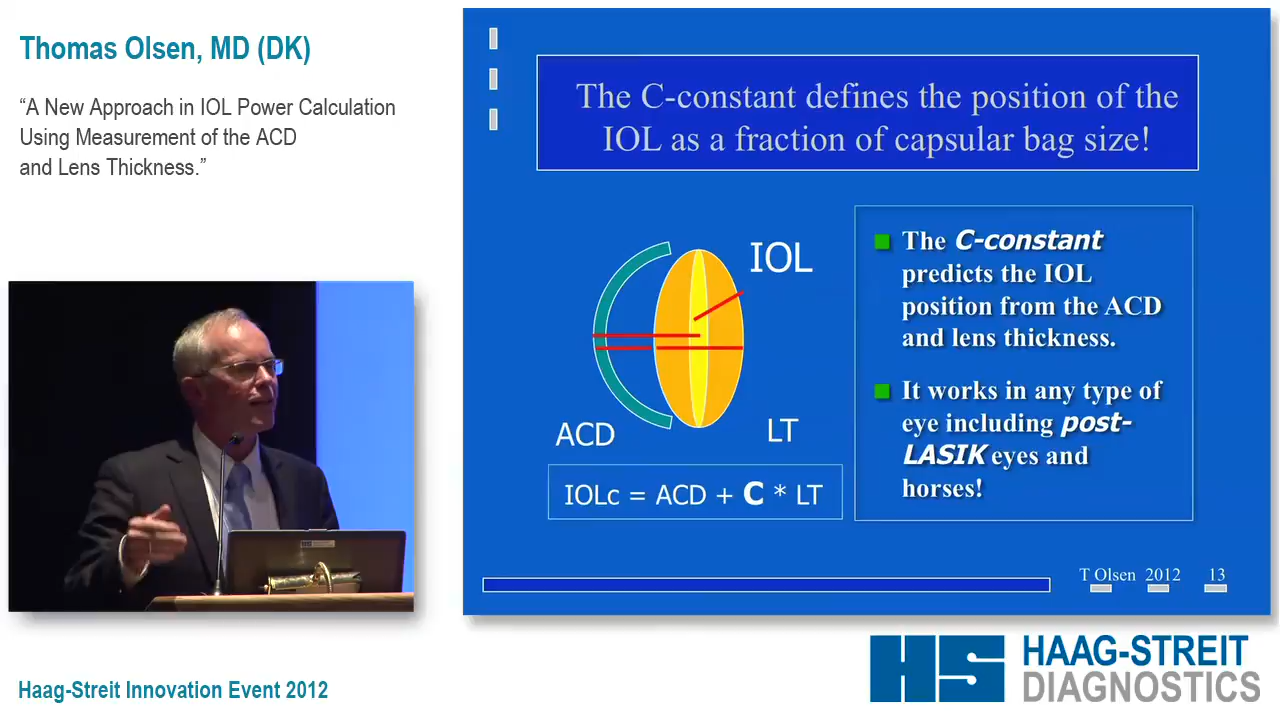 Thomas Olsen, MD (DK)
“A New Approach in IOL Power Calculation
Using Measurement of the ACD
and Lens Thickness.”
The C-constant defines the position of the
IOL as a fraction of capsular bag size!
IOL
ACD
LT
IOLc = ACD + C * LT
The C-constant
predicts the IOL
position from the ACD
and lens thickness.
It works in any type of
eye including post-
LASIK eyes and
horses!
T Olsen 2012 13
Haag-Streit Innovation Event 2012
HS HAAG-STREIT
DIAGNOSTICS